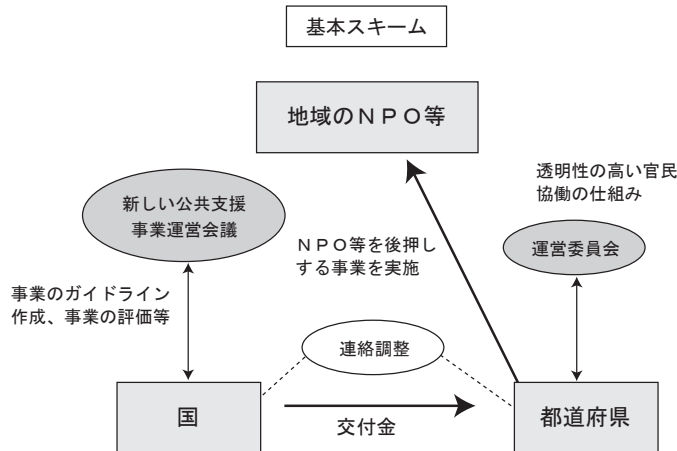 基本スキーム
地域のＮＰＯ等
透明性の高い官民
協働の仕組み
新しい公共支援
事業運営会議
ＮＰＯ等を後押し
する事業を実施
運営委員会
事業のガイドライン
作成、事業の評価等
連絡調整
国
交付金
都道府県